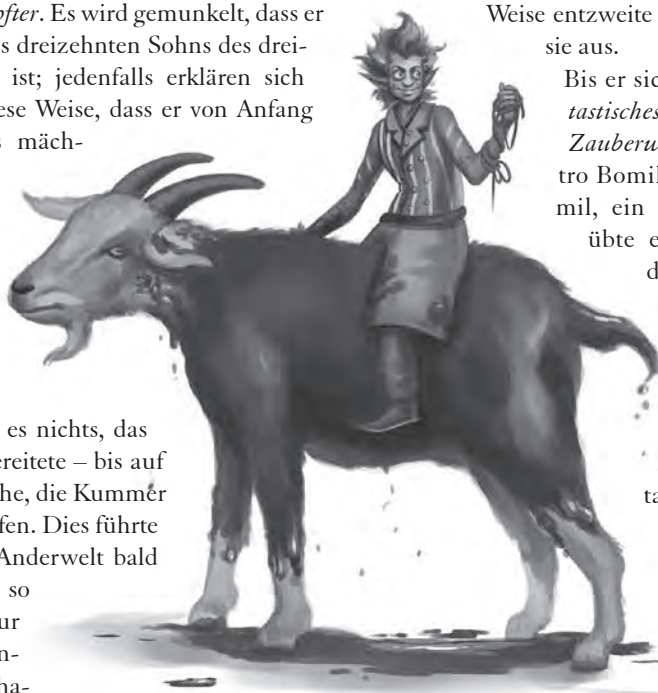 pfter. Es wird gemunkelt, dass er
s dreizehnten Sohns des drei-
ist; jedenfalls erklären sich
ese Weise, dass er von Anfang
s mäch-
es nichts, das
ereitete – bis auf
he, die Kummer
fen. Dies führte
Anderwelt bald
so
ur
n-
ha-
Weise entzweite
sie aus.
Bis er sic
tastisches
Zauberu
tro Bomil
mil, ein
übte e
d
ta